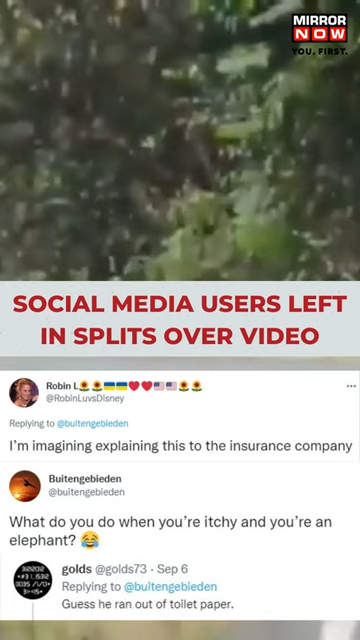 MIRROR
NOW
YOU. FIRST.
SOCIAL MEDIA USERS LEFT
IN SPLITS OVER VIDEO
Robin L🌻🌻🇺🇦🇺🇦❤️❤️🇺🇸🇺🇸🌻🌻
@RobinLuvsDisney
Replying to @buitengebieden
I'm imagining explaining this to the insurance company
Buitengebieden
@buitengebieden
What do you do when you're itchy and you're an
elephant? 😂
golds @golds73 · Sep 6
Replying to @buitengebieden
Guess he ran out of toilet paper.